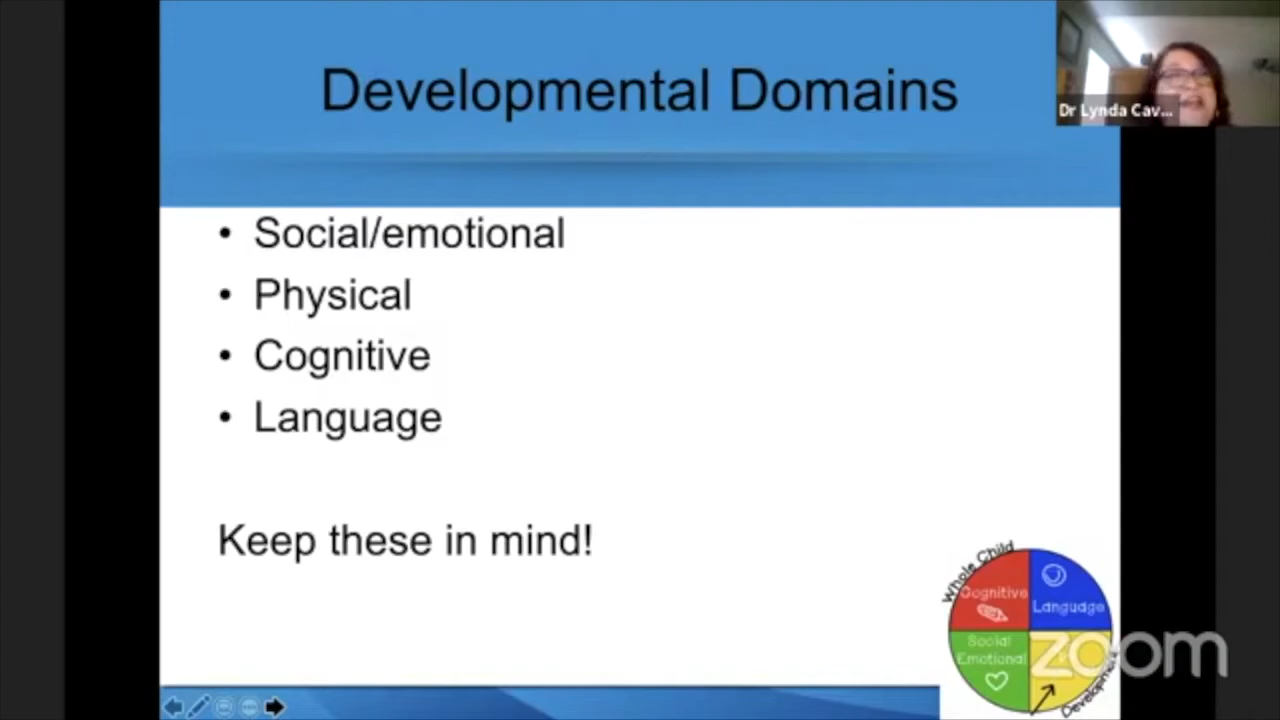 Developmental Domains
Dr Lynda Cav...
• Social/emotional
• Physical
• Cognitive
• Language
Keep these in mind!
Whole Child
Cognitive
Language
Social
Emotional
Development
zoom